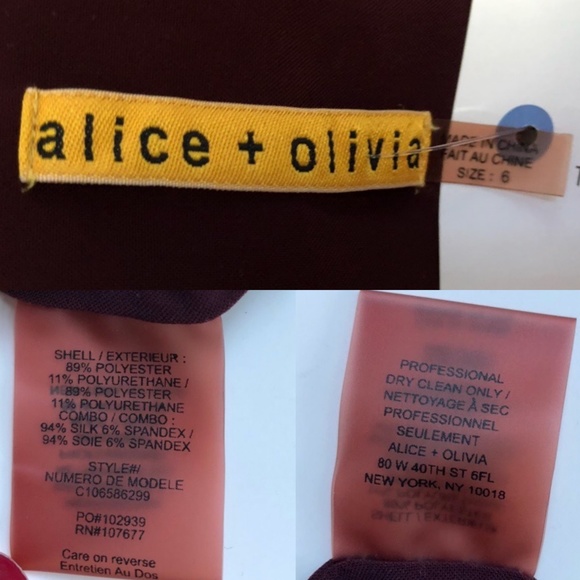 alice + olivia
MADE IN CHINA
FAIT AU CHINE
SIZE : 6
SHELL / EXTERIEUR :
89% POLYESTER
11% POLYURETHANE /
89% POLYESTER
11% POLYURETHANE
COMBO / COMBO :
94% SILK 6% SPANDEX /
94% SOIE 6% SPANDEX
STYLE#/
NUMERO DE MODELE
C106586299
PO#102939
RN#107677
Care on reverse
Entretien Au Dos
PROFESSIONAL
DRY CLEAN ONLY /
NETTOYAGE À SEC
PROFESSIONNEL
SEULEMENT
ALICE + OLIVIA
80 W 40TH ST 6FL
NEW YORK, NY 10018